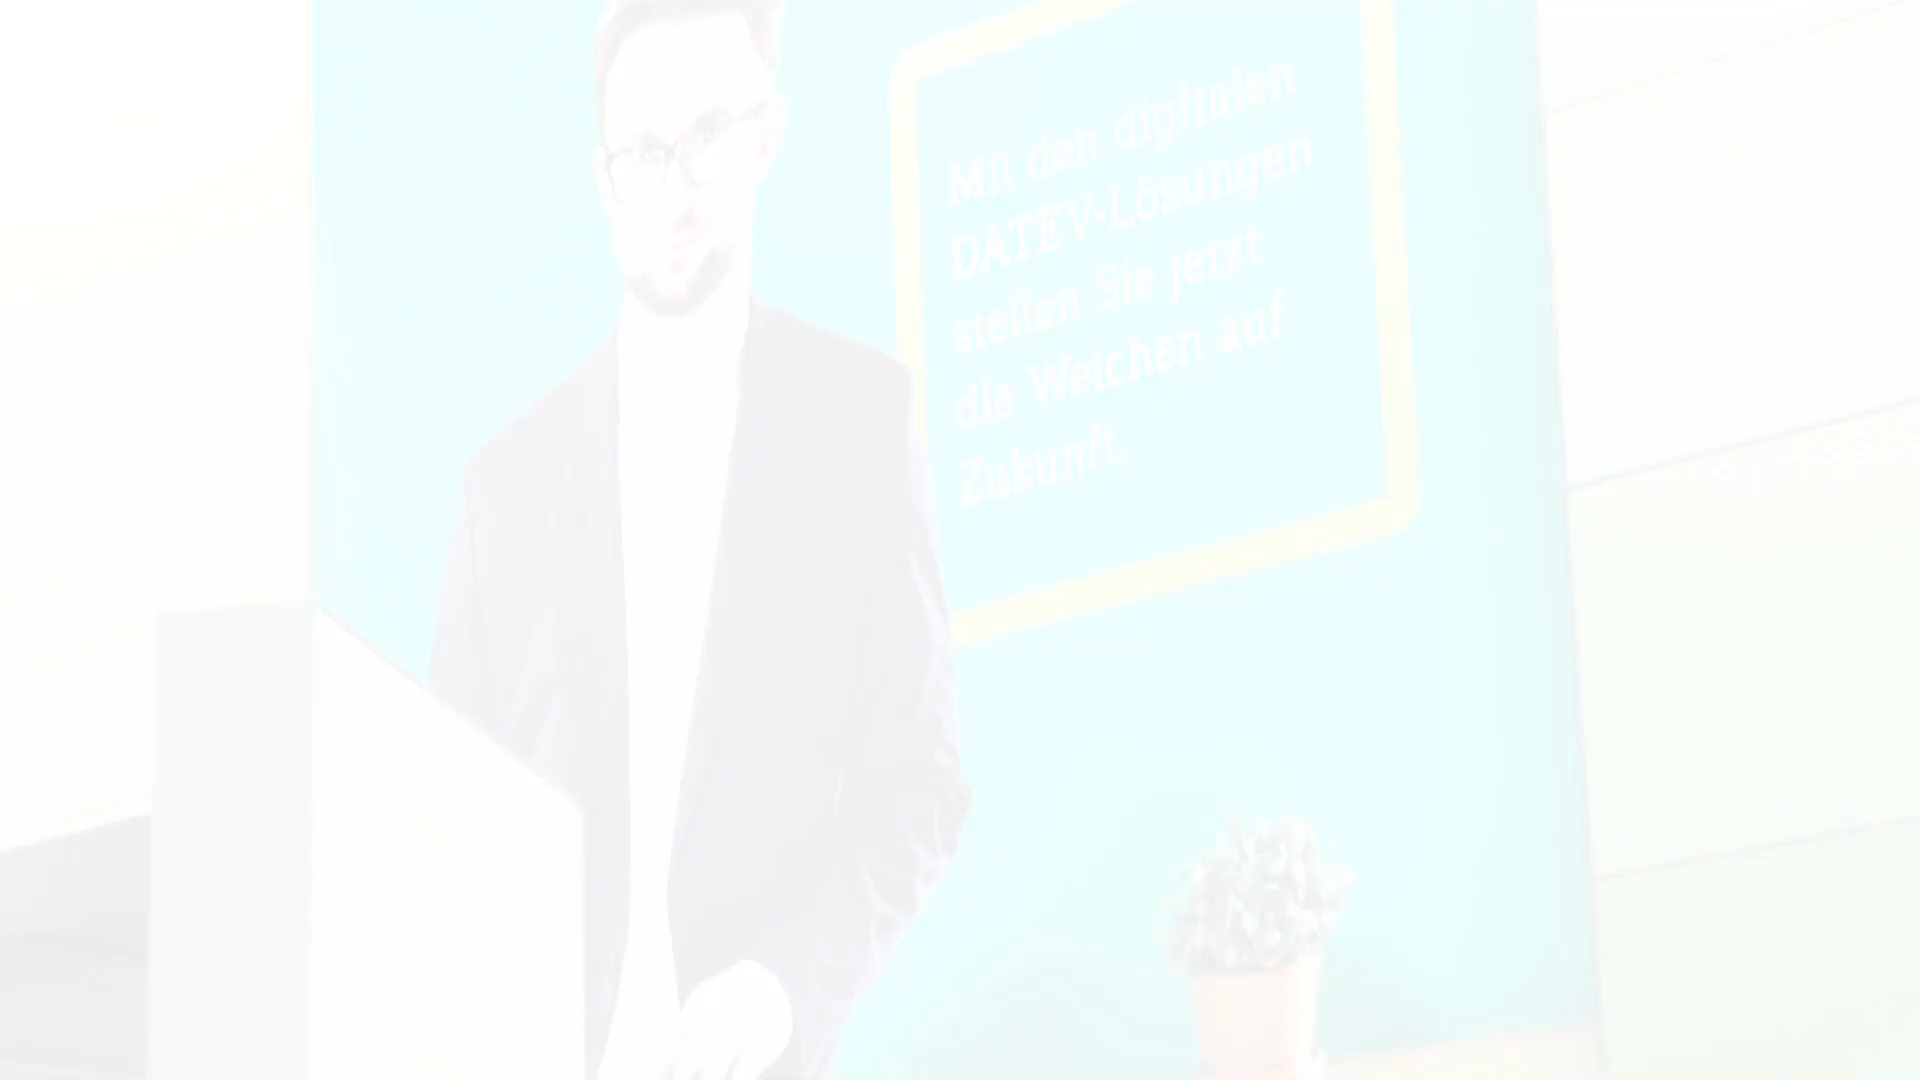 Mit den digitalen
DATEV-Lösungen
stellen Sie jetzt
die Weichen auf
Zukunft.